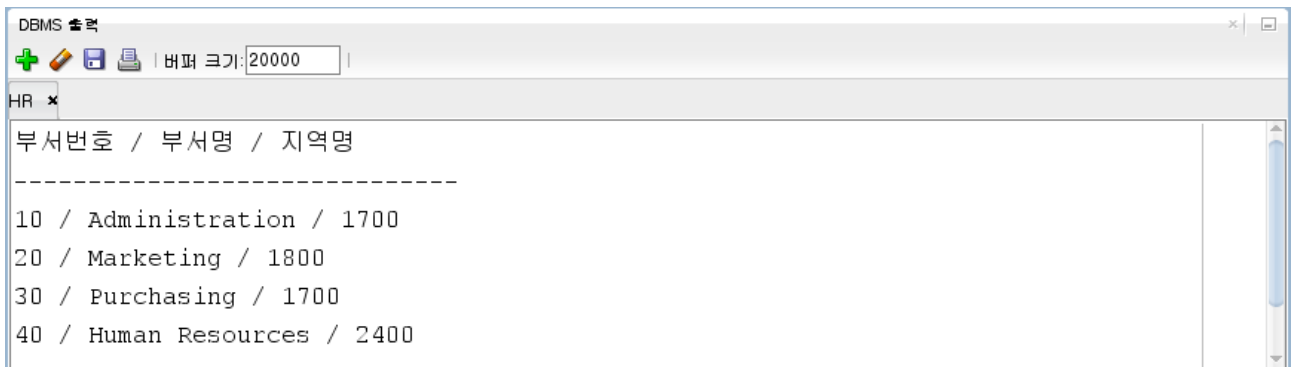 DBMS 출력
버퍼 크기: 20000
HR
부서번호 / 부서명 / 지역명
------------------------------
10 / Administration / 1700
20 / Marketing / 1800
30 / Purchasing / 1700
40 / Human Resources / 2400